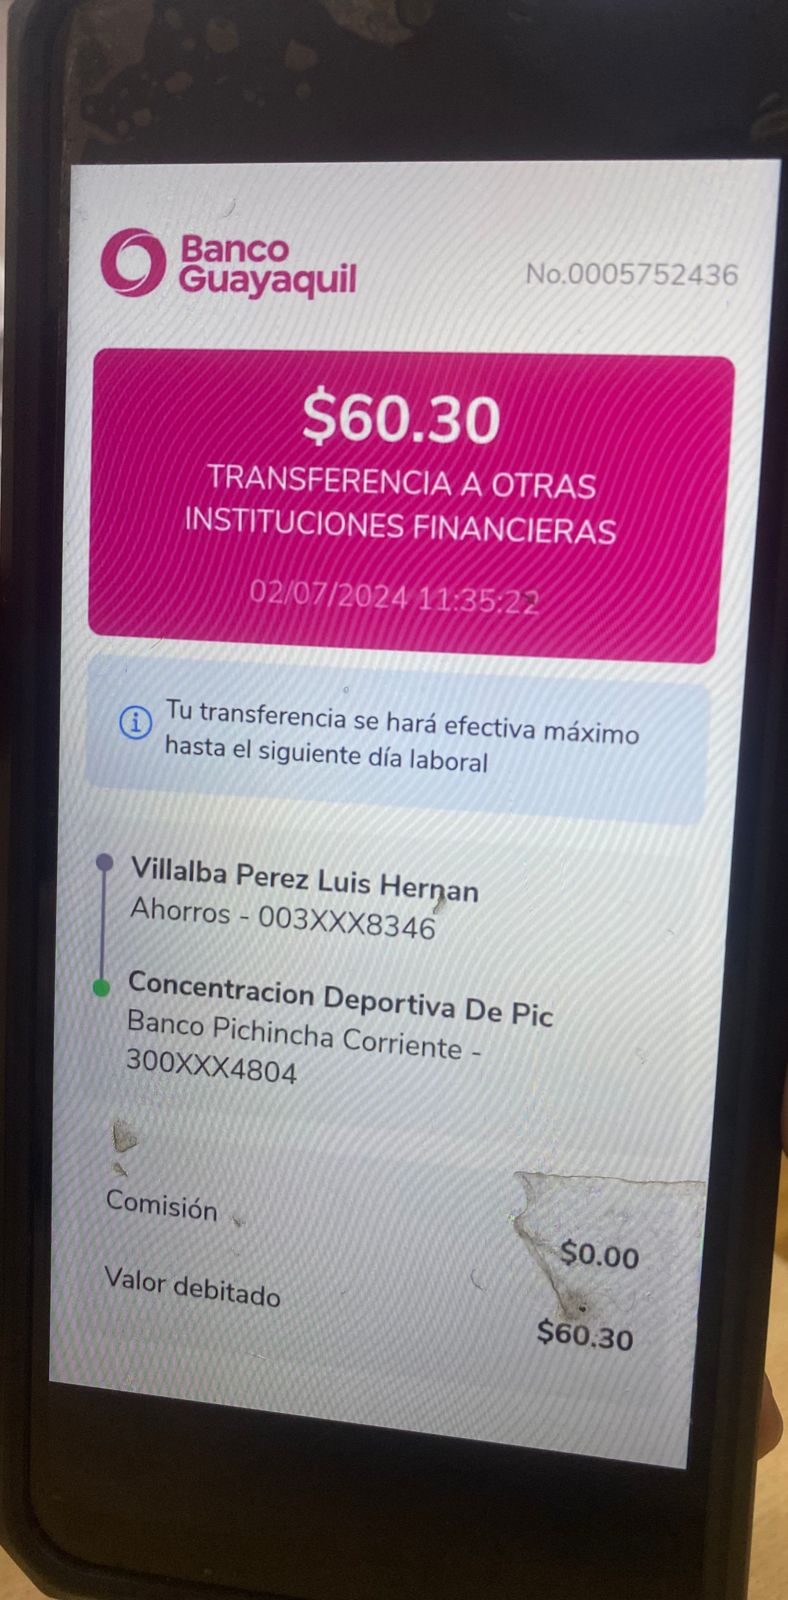 Banco
Guayaquil
No.0005752436
$60.30
TRANSFERENCIA A OTRAS
INSTITUCIONES FINANCIERAS
02/07/2024 11:35:22
Tu transferencia se hará efectiva máximo
hasta el siguiente día laboral
Villalba Perez Luis Hernan
Ahorros - 003XXX8346
Concentracion Deportiva De Pic
Banco Pichincha Corriente -
300XXX4804
Comisión
$0.00
Valor debitado
$60.30